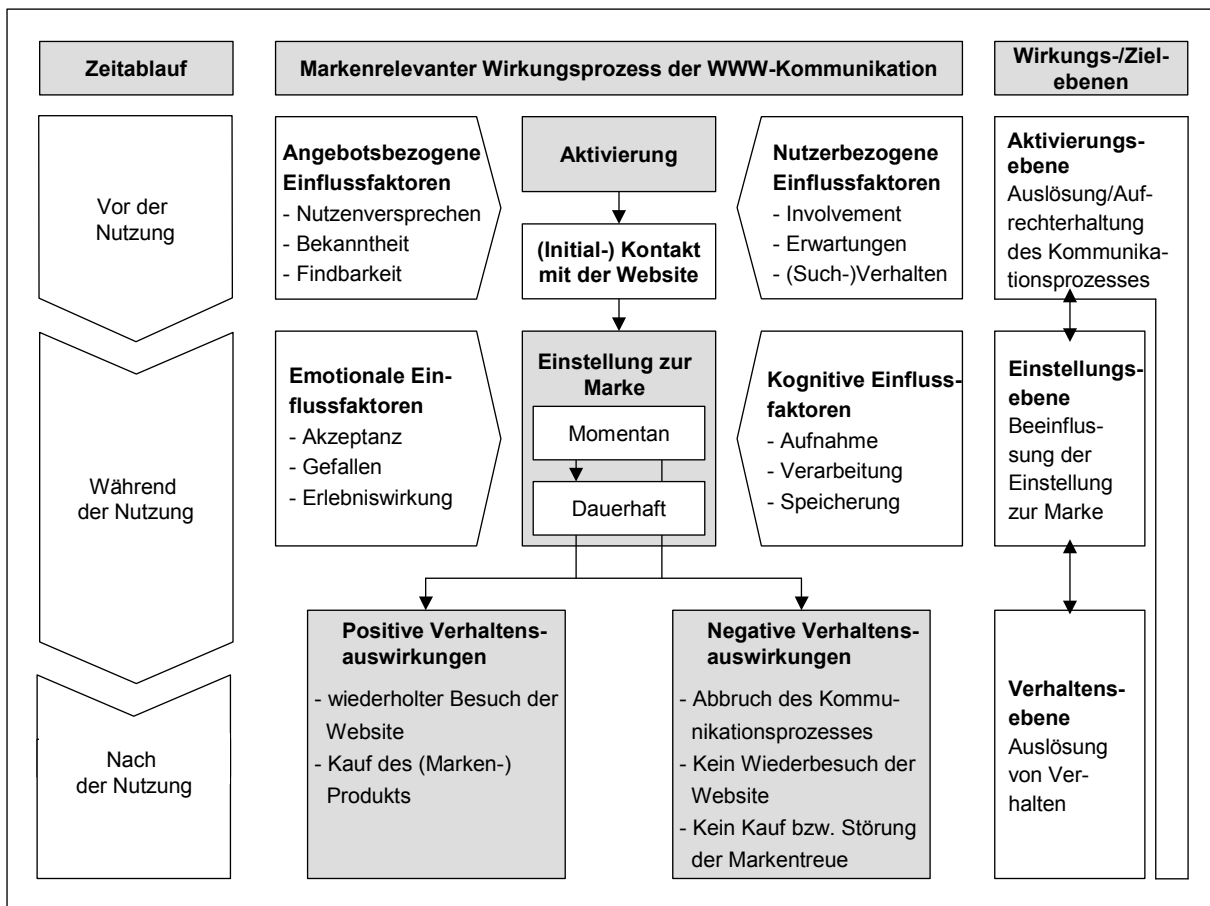 Zeitablauf
Markenrelevanter Wirkungsprozess der WWW-Kommunikation
Wirkungs-/Ziel-
ebenen
Vor der
Nutzung
Angebotsbezogene
Einflussfaktoren
- Nutzenversprechen
- Bekanntheit
- Findbarkeit
Aktivierung
(Initial-) Kontakt
mit der Website
Nutzerbezogene
Einflussfaktoren
- Involvement
- Erwartungen
- (Such-)Verhalten
Aktivierungs-
ebene
Auslösung/Auf-
rechterhaltung
des Kommunika-
tionsprozesses
Während
der Nutzung
Emotionale Ein-
flussfaktoren
- Akzeptanz
- Gefallen
- Erlebniswirkung
Einstellung zur
Marke
Momentan
Dauerhaft
Kognitive Einfluss-
faktoren
- Aufnahme
- Verarbeitung
- Speicherung
Einstellungs-
ebene
Beeinflus-
sung der
Einstellung
zur Marke
Nach
der Nutzung
Positive Verhaltens-
auswirkungen
- wiederholter Besuch der
Website
- Kauf des (Marken-)
Produkts
Negative Verhaltens-
auswirkungen
- Abbruch des Kommu-
nikationsprozesses
- Kein Wiederbesuch der
Website
- Kein Kauf bzw. Störung
der Markentreue
Verhaltens-
ebene
Auslösung
von Ver-
halten